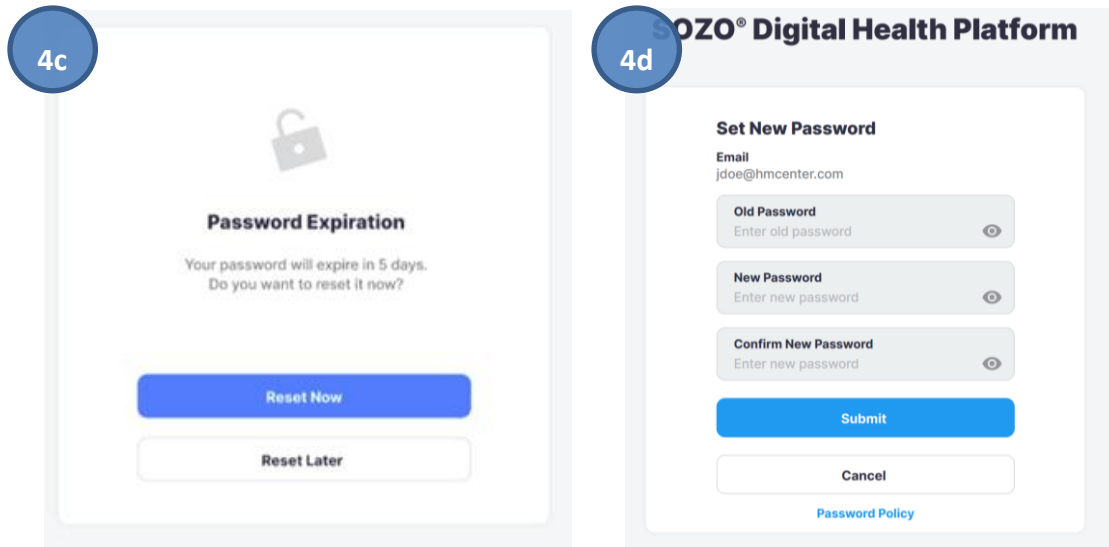 4c
Password Expiration
Your password will expire in 5 days.
Do you want to reset it now?
Reset Now
Reset Later
4d
SOZO® Digital Health Platform
Set New Password
Email
jdoe@hmcenter.com
Old Password
Enter old password
New Password
Enter new password
Confirm New Password
Enter new password
Submit
Cancel
Password Policy